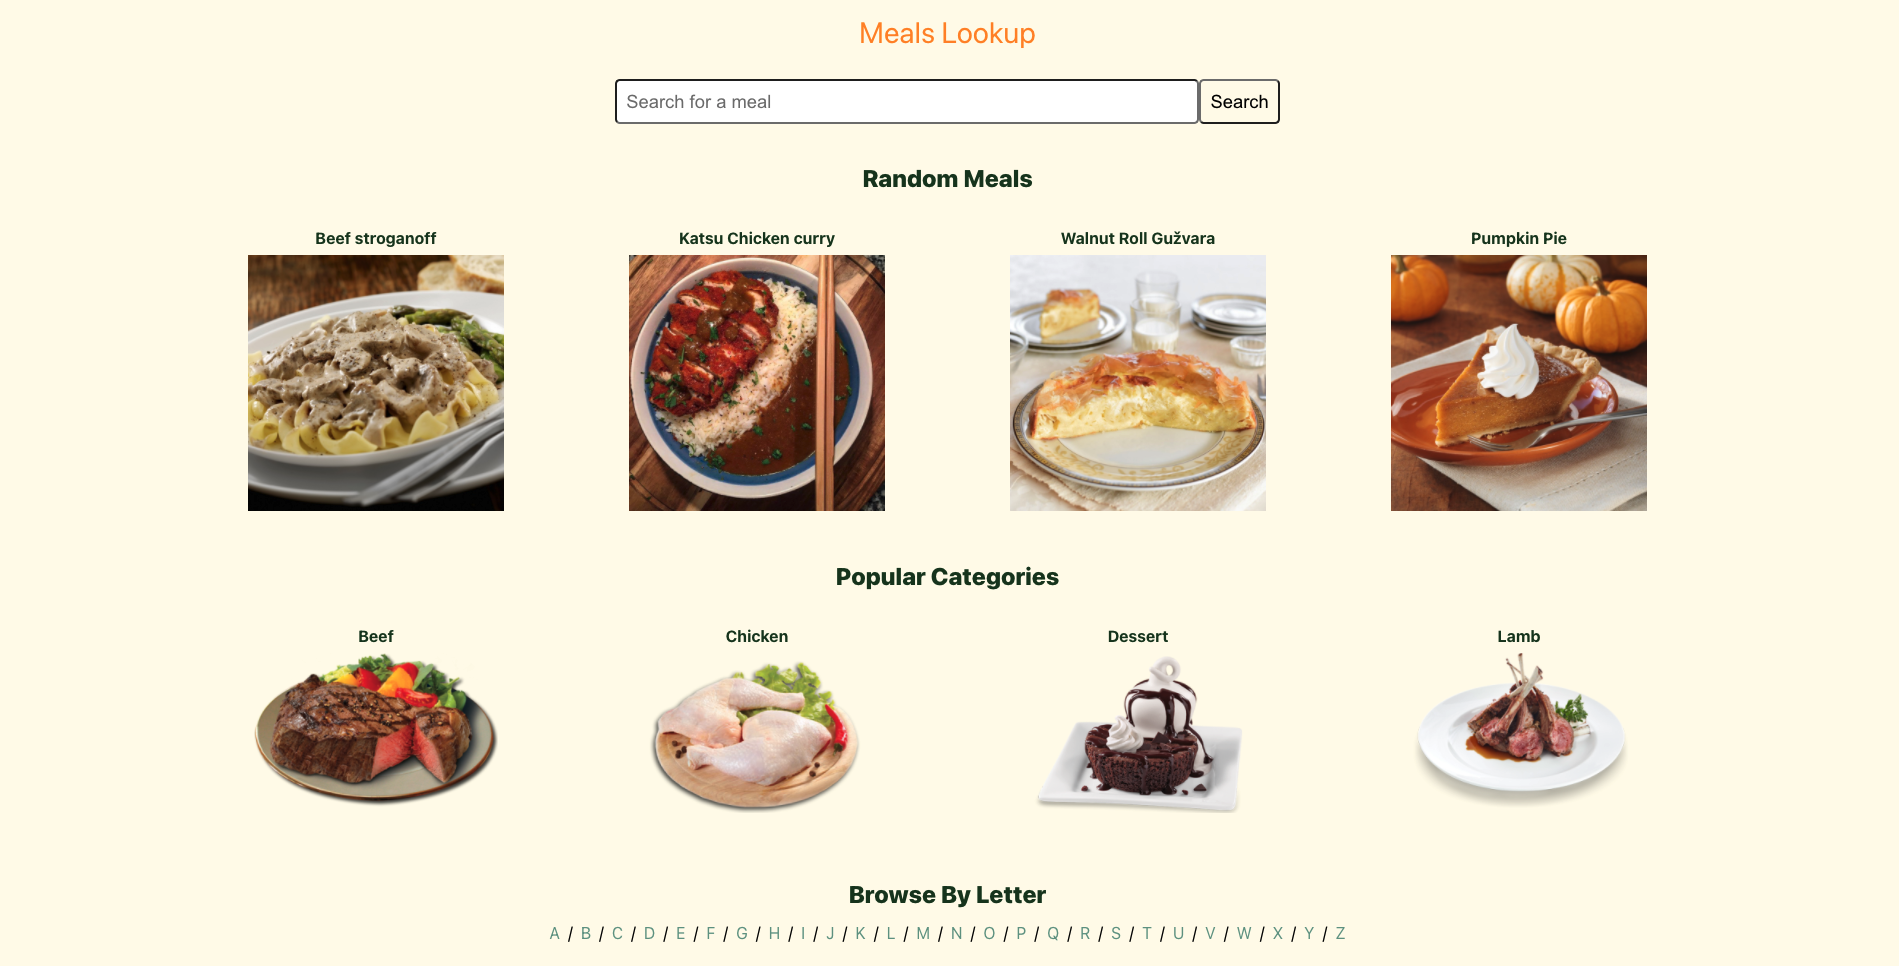 Meals Lookup
Search for a meal
Search
Random Meals
Beef stroganoff
Katsu Chicken curry
Walnut Roll Gužvara
Pumpkin Pie
Popular Categories
Beef
Chicken
Dessert
Lamb
Browse By Letter
A / B / C / D / E / F / G / H / I / J / K / L / M / N / O / P / Q / R / S / T / U / V / W / X / Y / Z